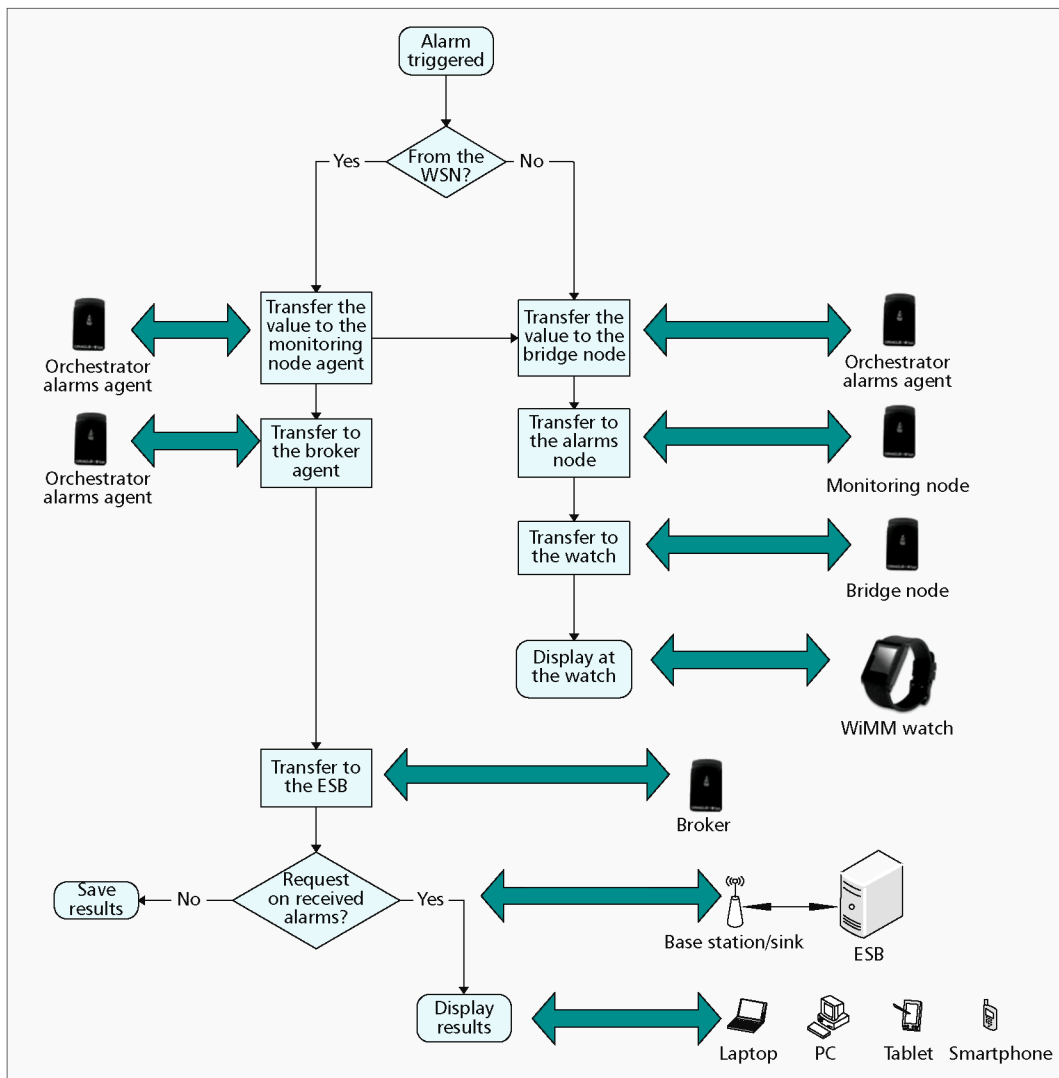 Alarm
triggered
Yes
From the
WSN?
No
Transfer the
value to the
monitoring
node agent
Transfer the
value to the
bridge node
Orchestrator
alarms agent
Orchestrator
alarms agent
Transfer to
the broker
agent
Transfer to
the alarms
node
Orchestrator
alarms agent
Monitoring node
Transfer to
the watch
Bridge node
Display at
the watch
WiMM watch
Transfer to
the ESB
Broker
Save
results
No
Request
on received
alarms?
Yes
Base station/sink
ESB
Display
results
Laptop
PC
Tablet
Smartphone